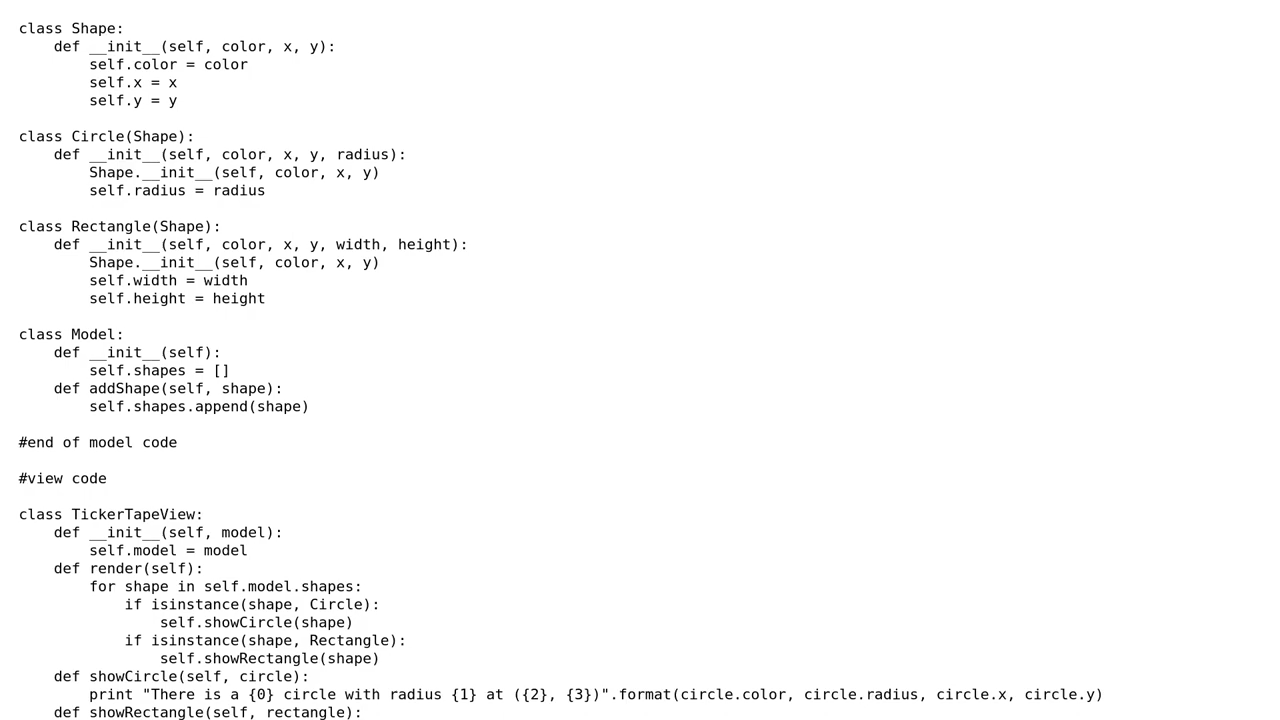 class Shape:
    def __init__(self, color, x, y):
        self.color = color
        self.x = x
        self.y = y

class Circle(Shape):
    def __init__(self, color, x, y, radius):
        Shape.__init__(self, color, x, y)
        self.radius = radius

class Rectangle(Shape):
    def __init__(self, color, x, y, width, height):
        Shape.__init__(self, color, x, y)
        self.width = width
        self.height = height

class Model:
    def __init__(self):
        self.shapes = []
    def addShape(self, shape):
        self.shapes.append(shape)

#end of model code

#view code

class TickerTapeView:
    def __init__(self, model):
        self.model = model
    def render(self):
        for shape in self.model.shapes:
            if isinstance(shape, Circle):
                self.showCircle(shape)
            if isinstance(shape, Rectangle):
                self.showRectangle(shape)
    def showCircle(self, circle):
        print "There is a {0} circle with radius {1} at ({2}, {3})".format(circle.color, circle.radius, circle.x, circle.y)
    def showRectangle(self, rectangle):